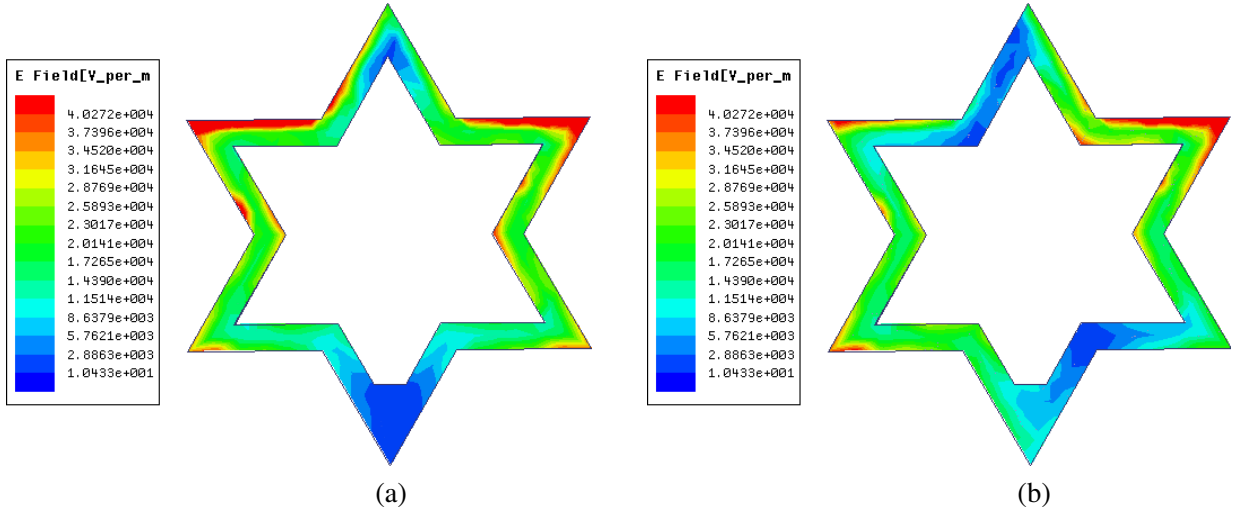 E Field[V_per_m
4.0272e+004
3.7396e+004
3.4520e+004
3.1645e+004
2.8769e+004
2.5893e+004
2.3017e+004
2.0141e+004
1.7265e+004
1.4390e+004
1.1514e+004
8.6379e+003
5.7621e+003
2.8863e+003
1.0433e+001
(a)
E Field[V_per_m
4.0272e+004
3.7396e+004
3.4520e+004
3.1645e+004
2.8769e+004
2.5893e+004
2.3017e+004
2.0141e+004
1.7265e+004
1.4390e+004
1.1514e+004
8.6379e+003
5.7621e+003
2.8863e+003
1.0433e+001
(b)